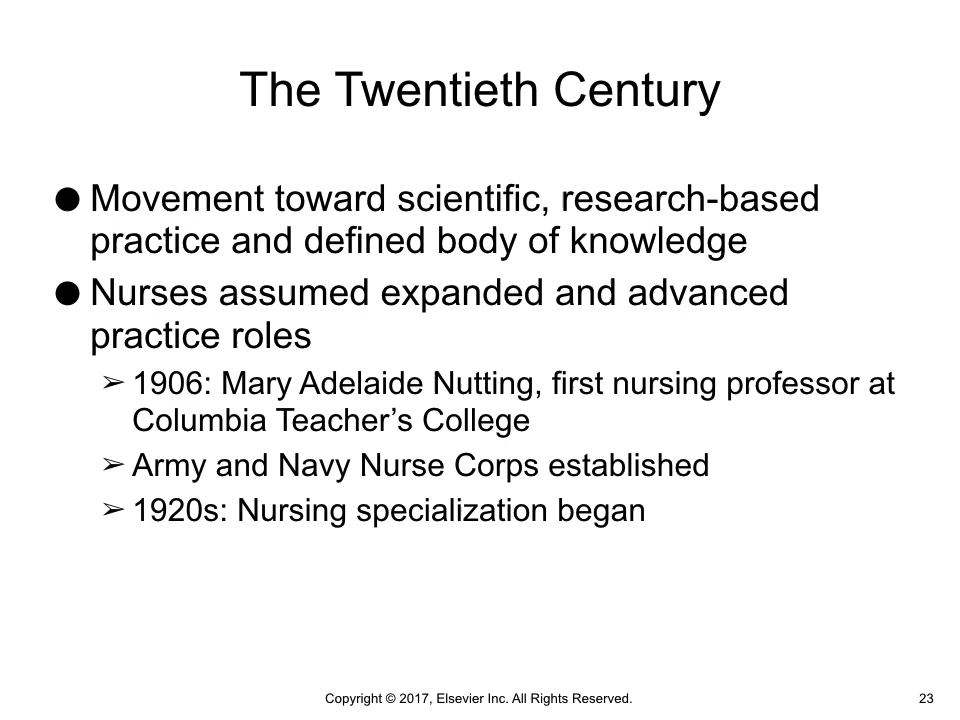 The Twentieth Century
● Movement toward scientific, research-based
practice and defined body of knowledge
● Nurses assumed expanded and advanced
practice roles
➢ 1906: Mary Adelaide Nutting, first nursing professor at
Columbia Teacher’s College
➢ Army and Navy Nurse Corps established
➢ 1920s: Nursing specialization began
Copyright © 2017, Elsevier Inc. All Rights Reserved. 23